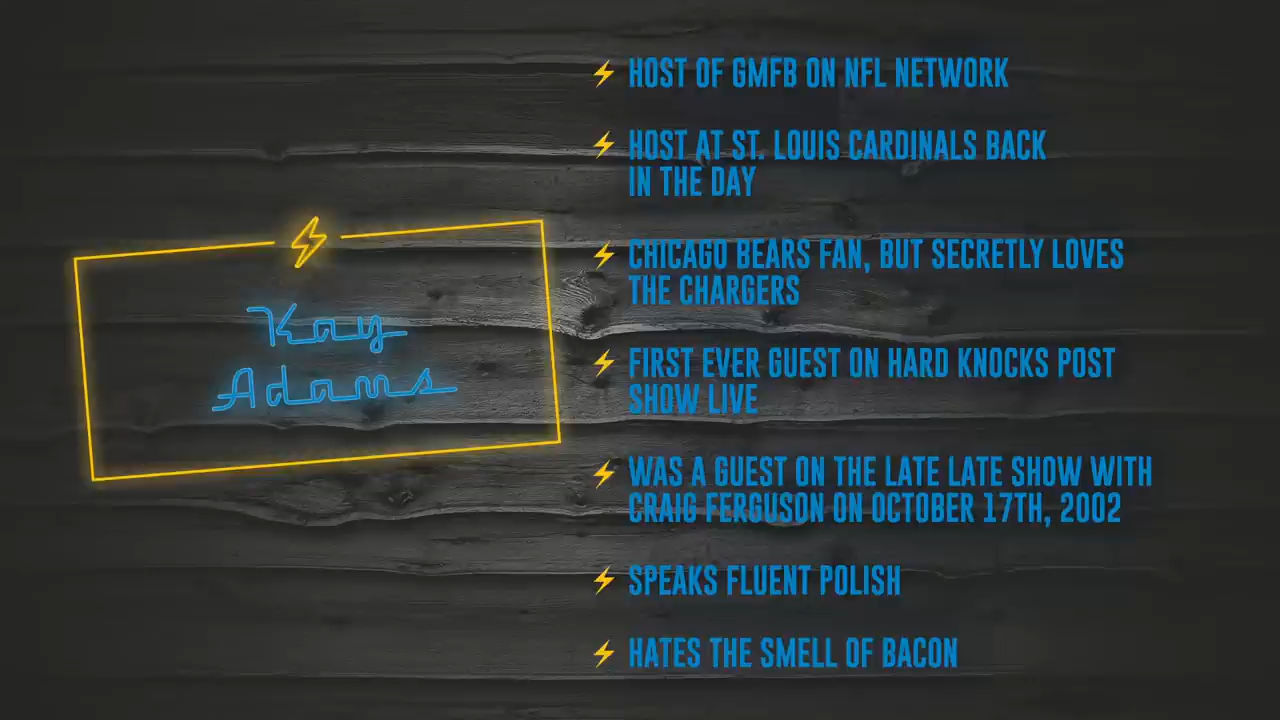 Kay
Adams
HOST OF GMFB ON NFL NETWORK
HOST AT ST. LOUIS CARDINALS BACK
IN THE DAY
CHICAGO BEARS FAN, BUT SECRETLY LOVES
THE CHARGERS
FIRST EVER GUEST ON HARD KNOCKS POST
SHOW LIVE
WAS A GUEST ON THE LATE LATE SHOW WITH
CRAIG FERGUSON ON OCTOBER 17TH, 2002
SPEAKS FLUENT POLISH
HATES THE SMELL OF BACON